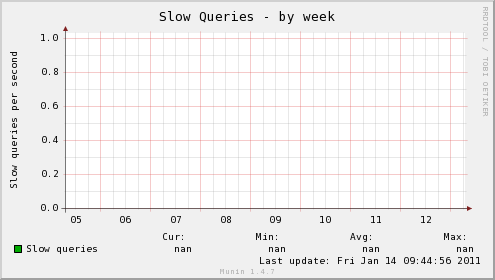 Slow Queries - by week
RRDTOOL / TOBI OETIKER
Slow queries per second
1.0
0.8
0.6
0.4
0.2
0.0
05 06 07 08 09 10 11 12
Cur: Min: Avg: Max:
Slow queries nan nan nan nan
Last update: Fri Jan 14 09:44:56 2011
Munin 1.4.7